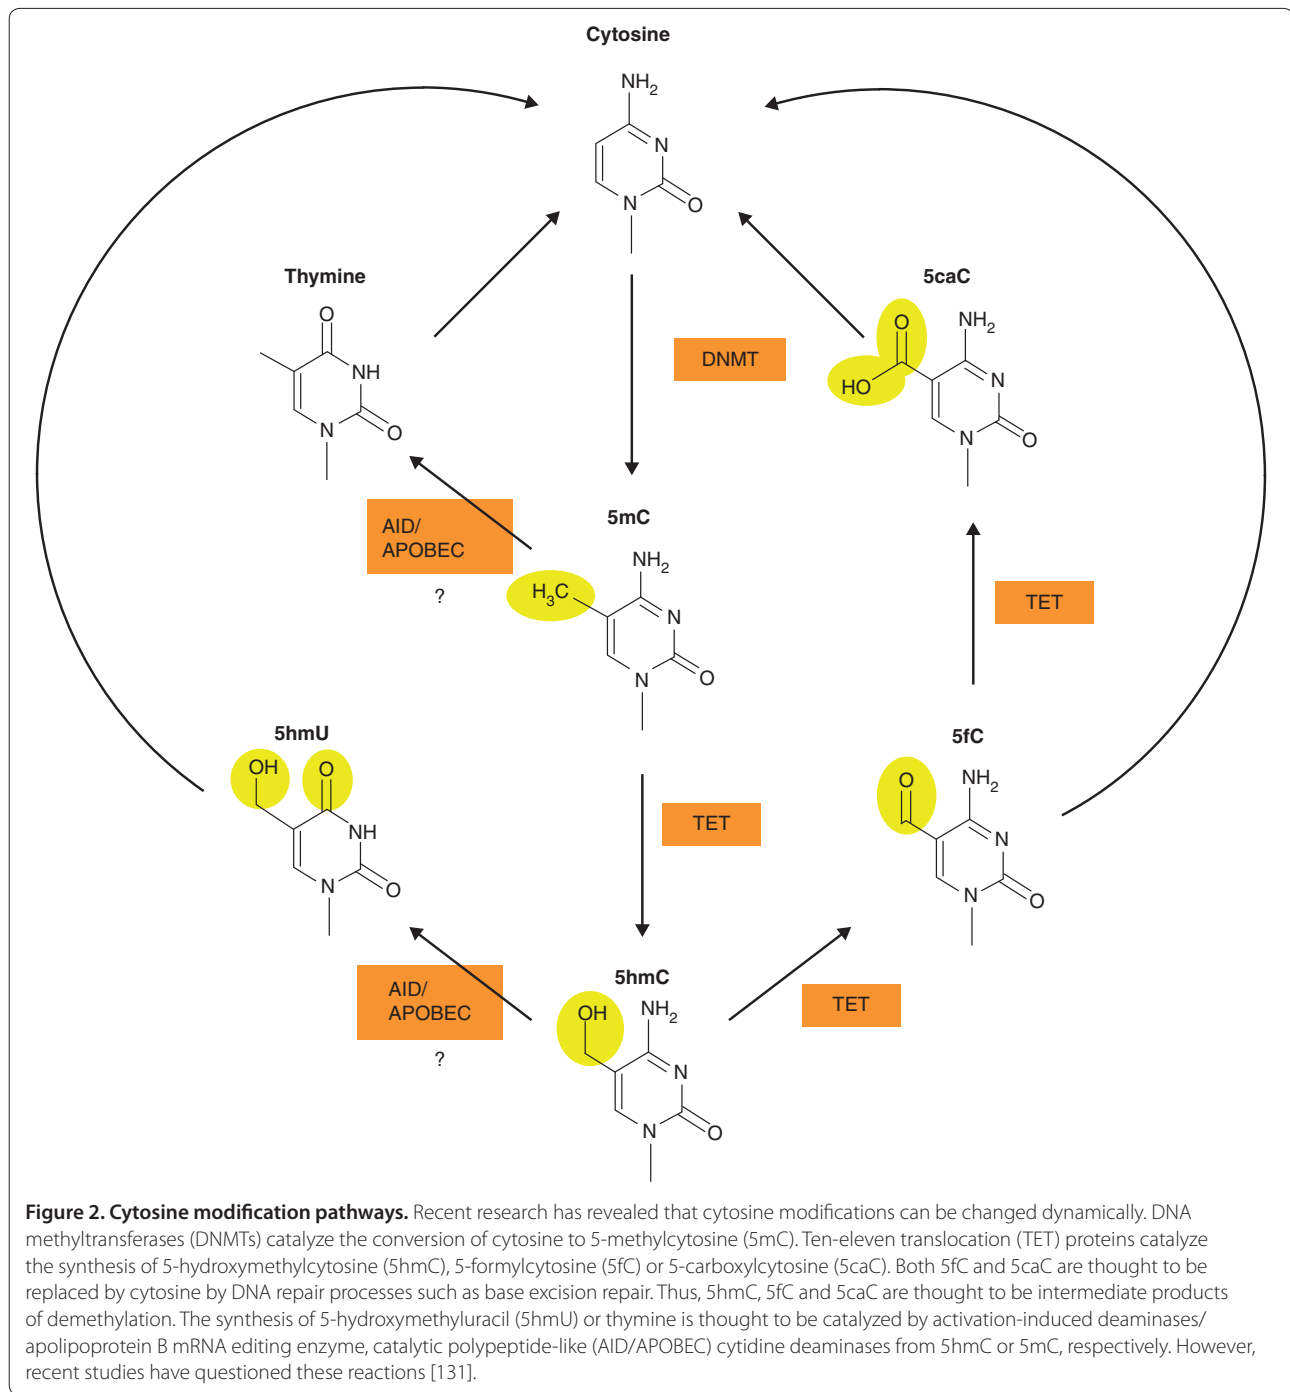 Cytosine
NH2
N
N
O
Thymine
O
NH
N
O
DNMT
5caC
O
NH2
HO
N
N
O
AID/
APOBEC
?
5mC
NH2
H3C
N
N
O
TET
5hmU
OH
O
NH
N
O
TET
5fC
O
NH2
N
N
O
AID/
APOBEC
?
5hmC
OH
NH2
N
N
O
TET
Figure 2. Cytosine modification pathways. Recent research has revealed that cytosine modifications can be changed dynamically. DNA
methyltransferases (DNMTs) catalyze the conversion of cytosine to 5-methylcytosine (5mC). Ten-eleven translocation (TET) proteins catalyze
the synthesis of 5-hydroxymethylcytosine (5hmC), 5-formylcytosine (5fC) or 5-carboxylcytosine (5caC). Both 5fC and 5caC are thought to be
replaced by cytosine by DNA repair processes such as base excision repair. Thus, 5hmC, 5fC and 5caC are thought to be intermediate products
of demethylation. The synthesis of 5-hydroxymethyluracil (5hmU) or thymine is thought to be catalyzed by activation-induced deaminases/
apolipoprotein B mRNA editing enzyme, catalytic polypeptide-like (AID/APOBEC) cytidine deaminases from 5hmC or 5mC, respectively. However,
recent studies have questioned these reactions [131].